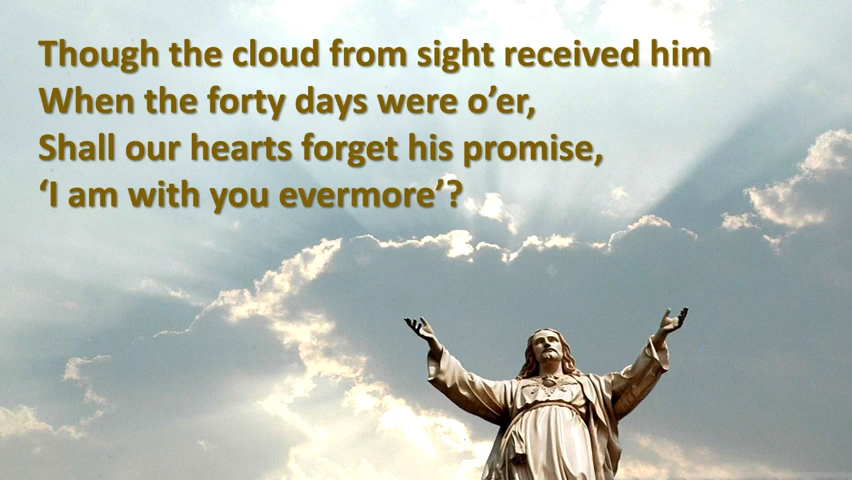 Though the cloud from sight received him
When the forty days were o’er,
Shall our hearts forget his promise,
‘I am with you evermore’?